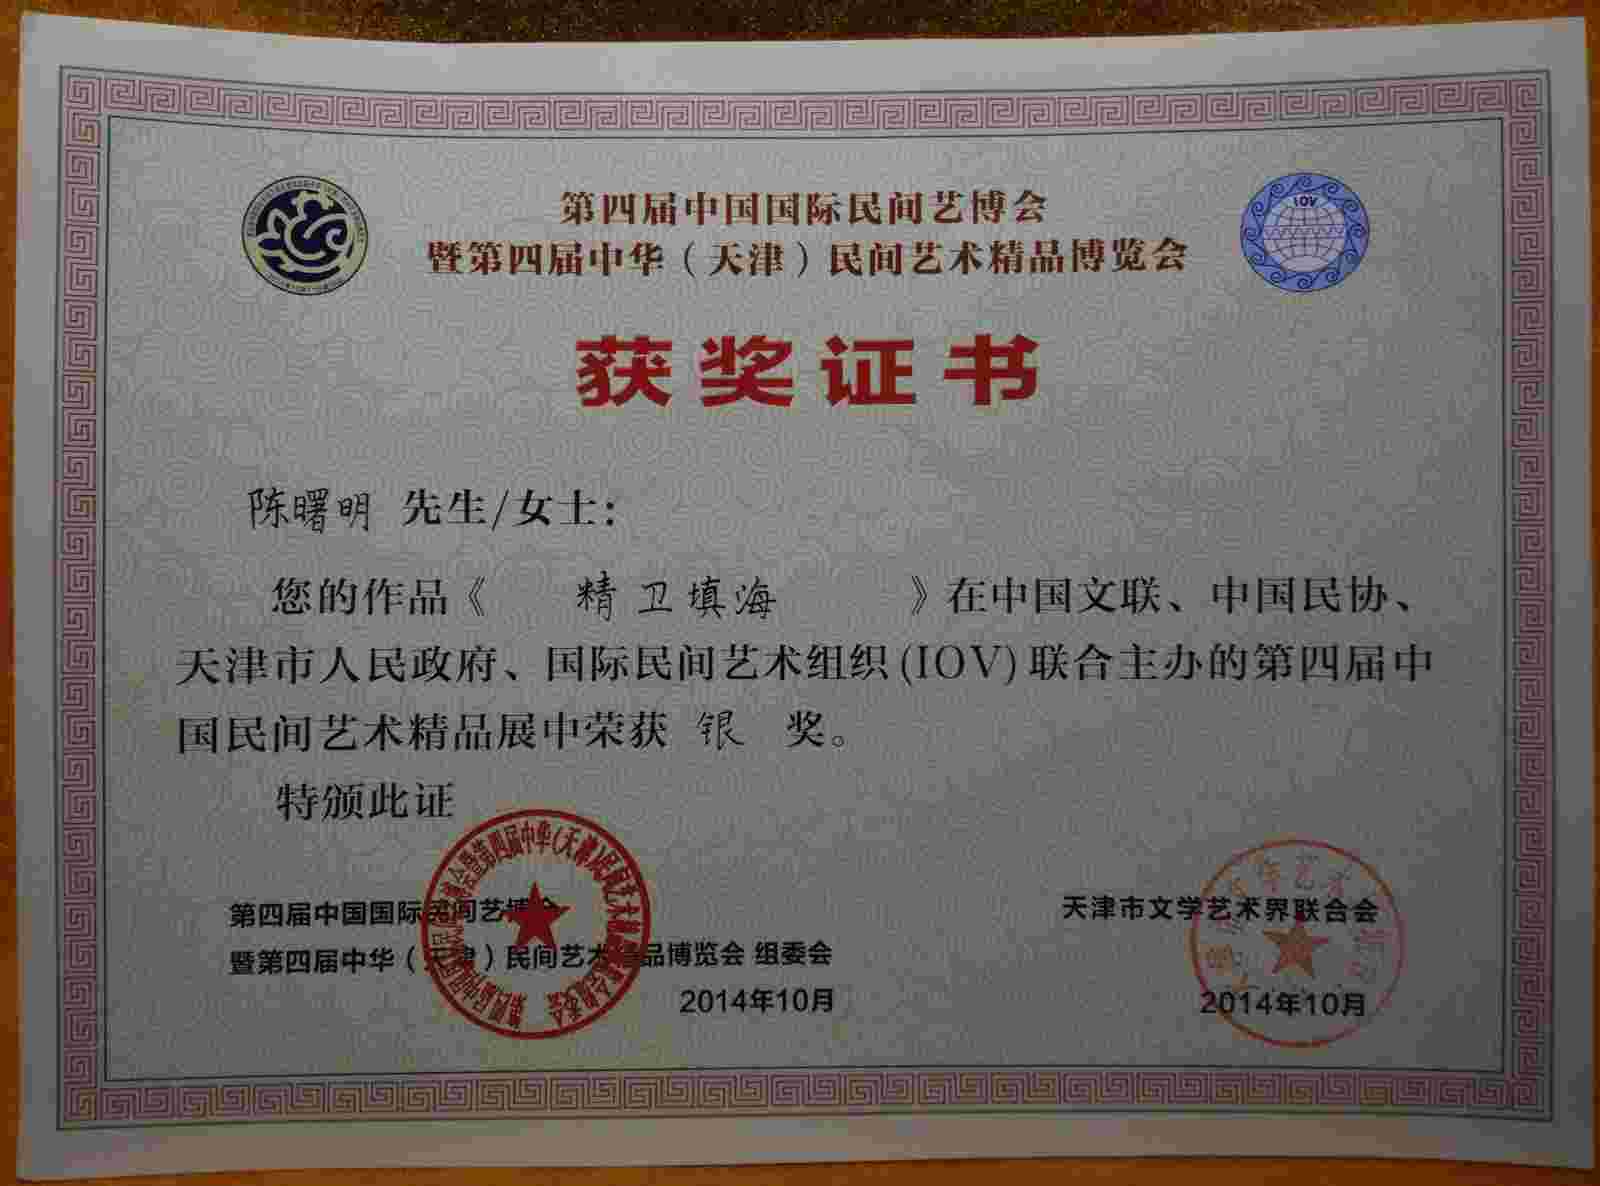 第四届中国国际民间艺博会
暨第四届中华（天津）民间艺术精品博览会
IOV
获奖证书
陈曙明 先生/女士：
您的作品《 精卫填海 》在中国文联、中国民协、
天津市人民政府、国际民间艺术组织(IOV)联合主办的第四届中
国民间艺术精品展中荣获 银 奖。
特颁此证
第四届中国国际民间艺博会
暨第四届中华（天津）民间艺术精品博览会 组委会
2014年10月
天津市文学艺术界联合会
2014年10月